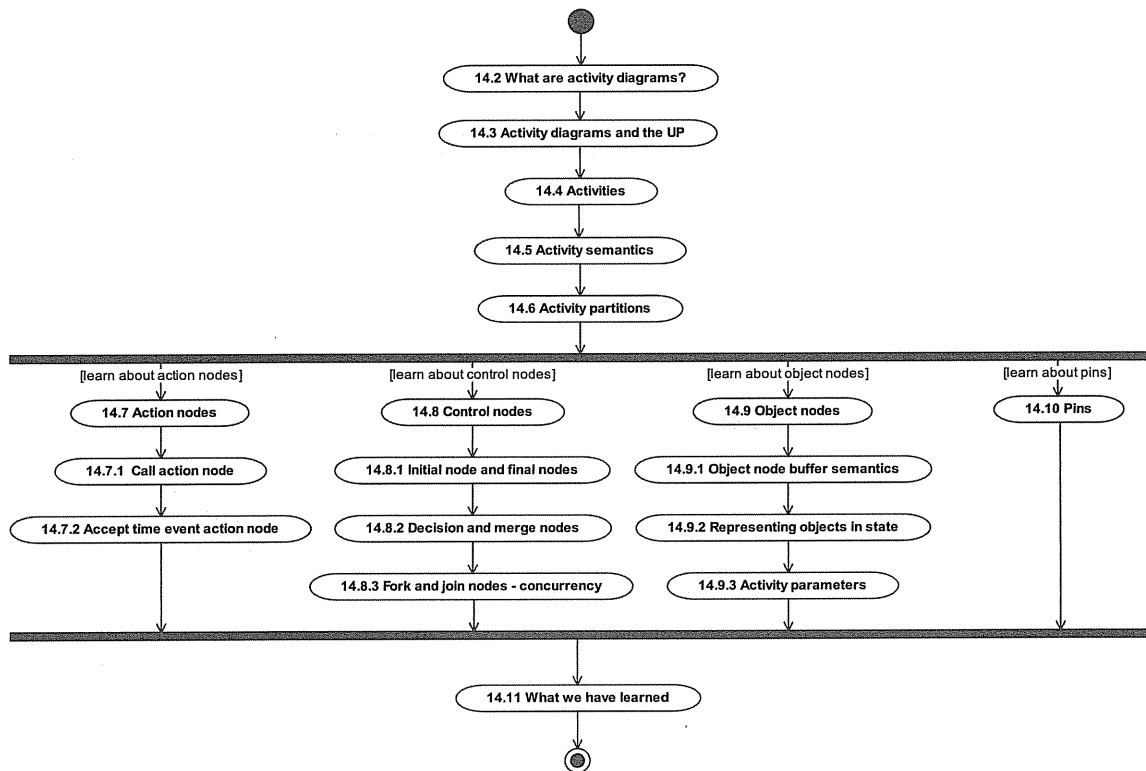 14.2 What are activity diagrams?
14.3 Activity diagrams and the UP
14.4 Activities
14.5 Activity semantics
14.6 Activity partitions
[learn about action nodes]
14.7 Action nodes
14.7.1 Call action node
14.7.2 Accept time event action node
[learn about control nodes]
14.8 Control nodes
14.8.1 Initial node and final nodes
14.8.2 Decision and merge nodes
14.8.3 Fork and join nodes - concurrency
[learn about object nodes]
14.9 Object nodes
14.9.1 Object node buffer semantics
14.9.2 Representing objects in state
14.9.3 Activity parameters
[learn about pins]
14.10 Pins
14.11 What we have learned